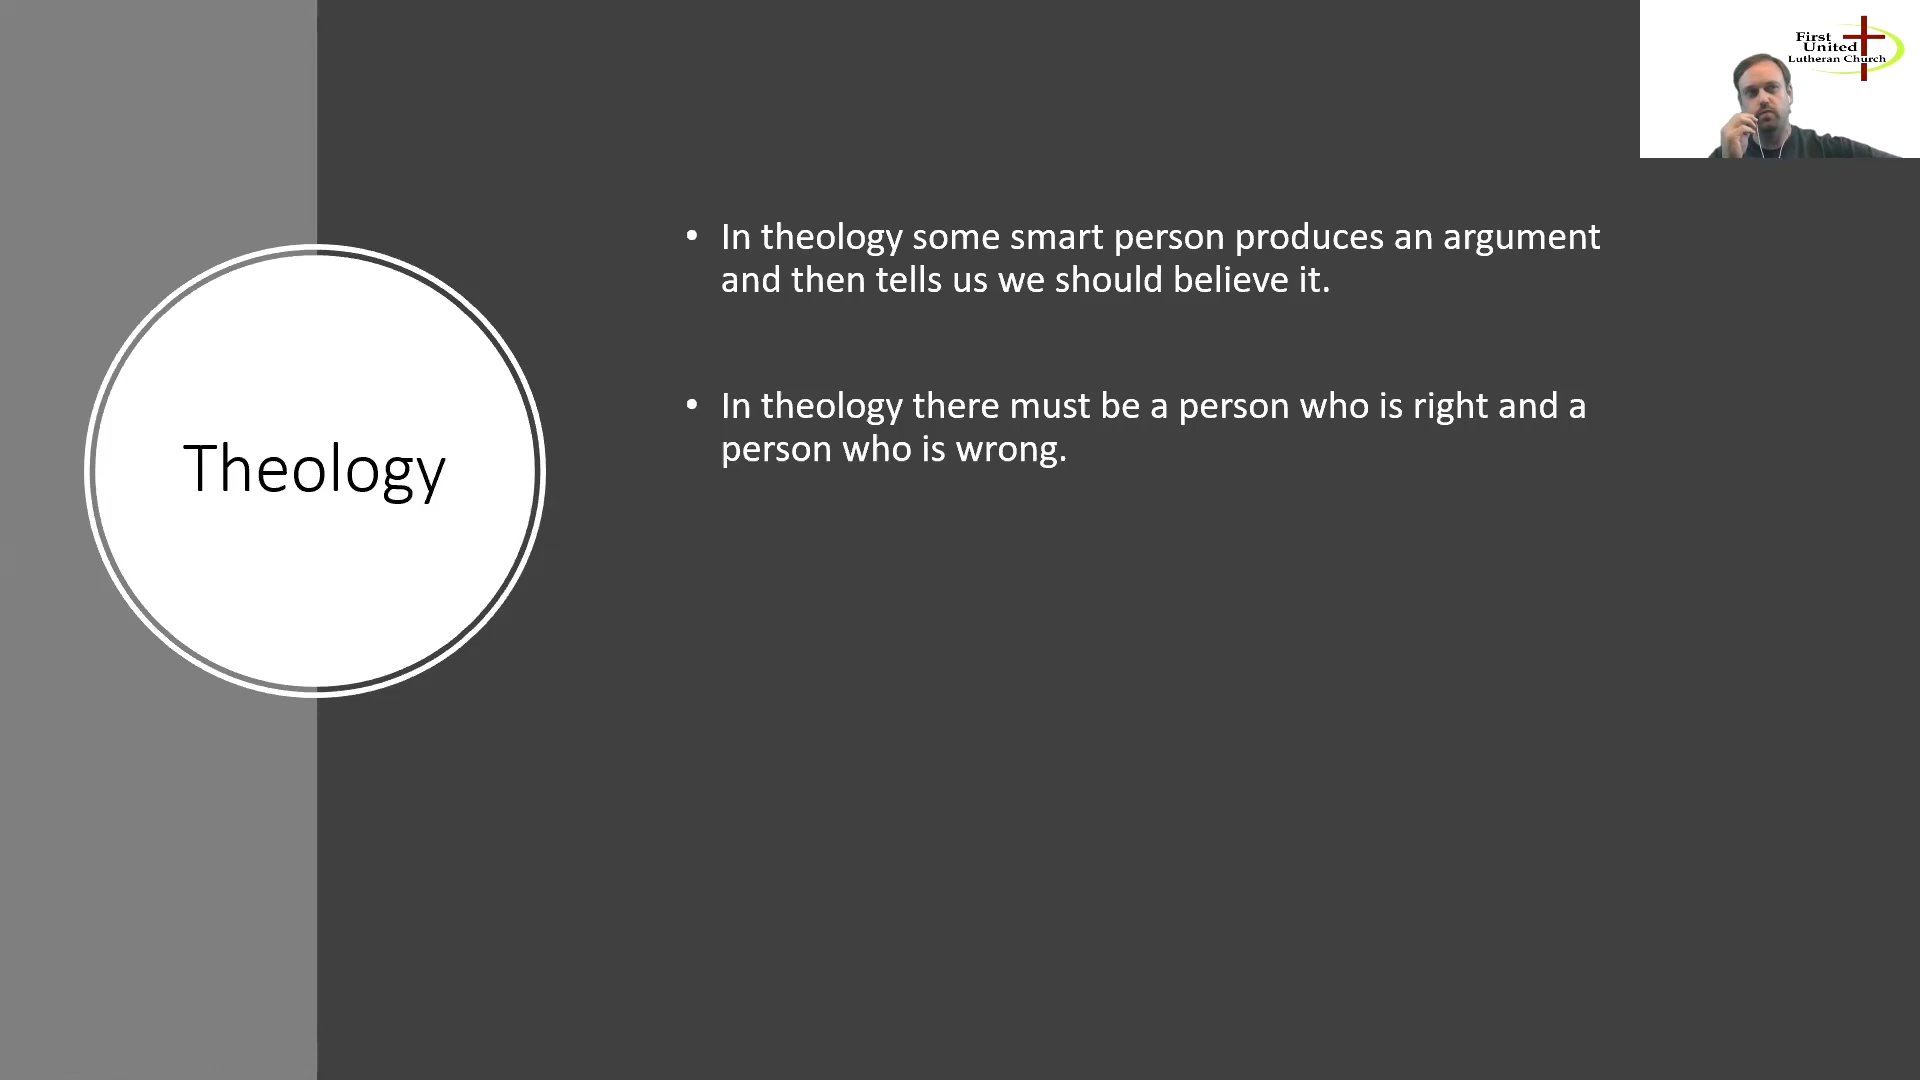 First
United
Lutheran Church
• In theology some smart person produces an argument
and then tells us we should believe it.
• In theology there must be a person who is right and a
person who is wrong.
Theology